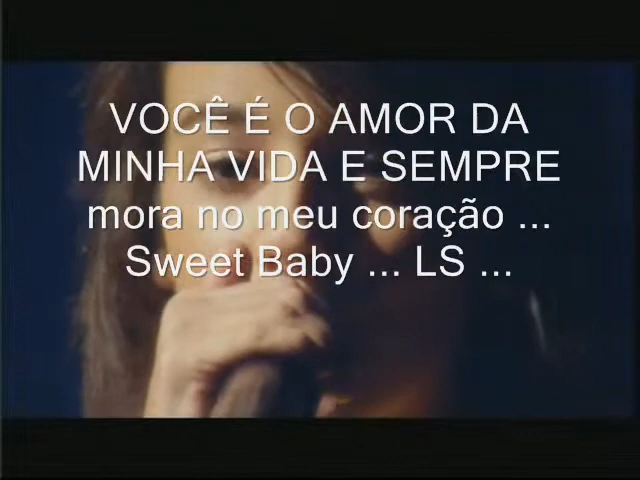 VOCÊ É O AMOR DA
MINHA VIDA E SEMPRE
mora no meu coração ...
Sweet Baby ... LS ...